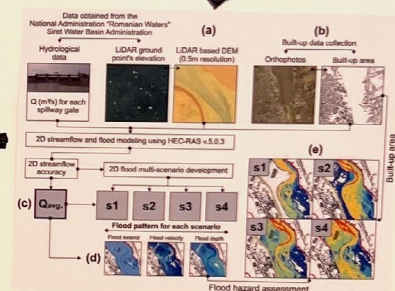 Data obtained from the
National Administration "Romanian Waters"
Siret Water Basin Administration
(a)
(b)
Built-up data collection
Hydrological
data
LiDAR ground
point's elevation
LiDAR based DEM
(0.5m resolution)
Orthophotos
Built-up area
Q (m³/s) for each
spillway gate
2D streamflow and flood modeling using HEC-RAS v.5.0.3
(e)
Built-up area
2D streamflow
accuracy
2D flood multi-scenario development
s1
s2
(c)
Qavg.
s1
s2
s3
s4
s3
s4
Flood pattern for each scenario
(d)
Flood extend
Flood velocity
Flood depth
Flood hazard assessment